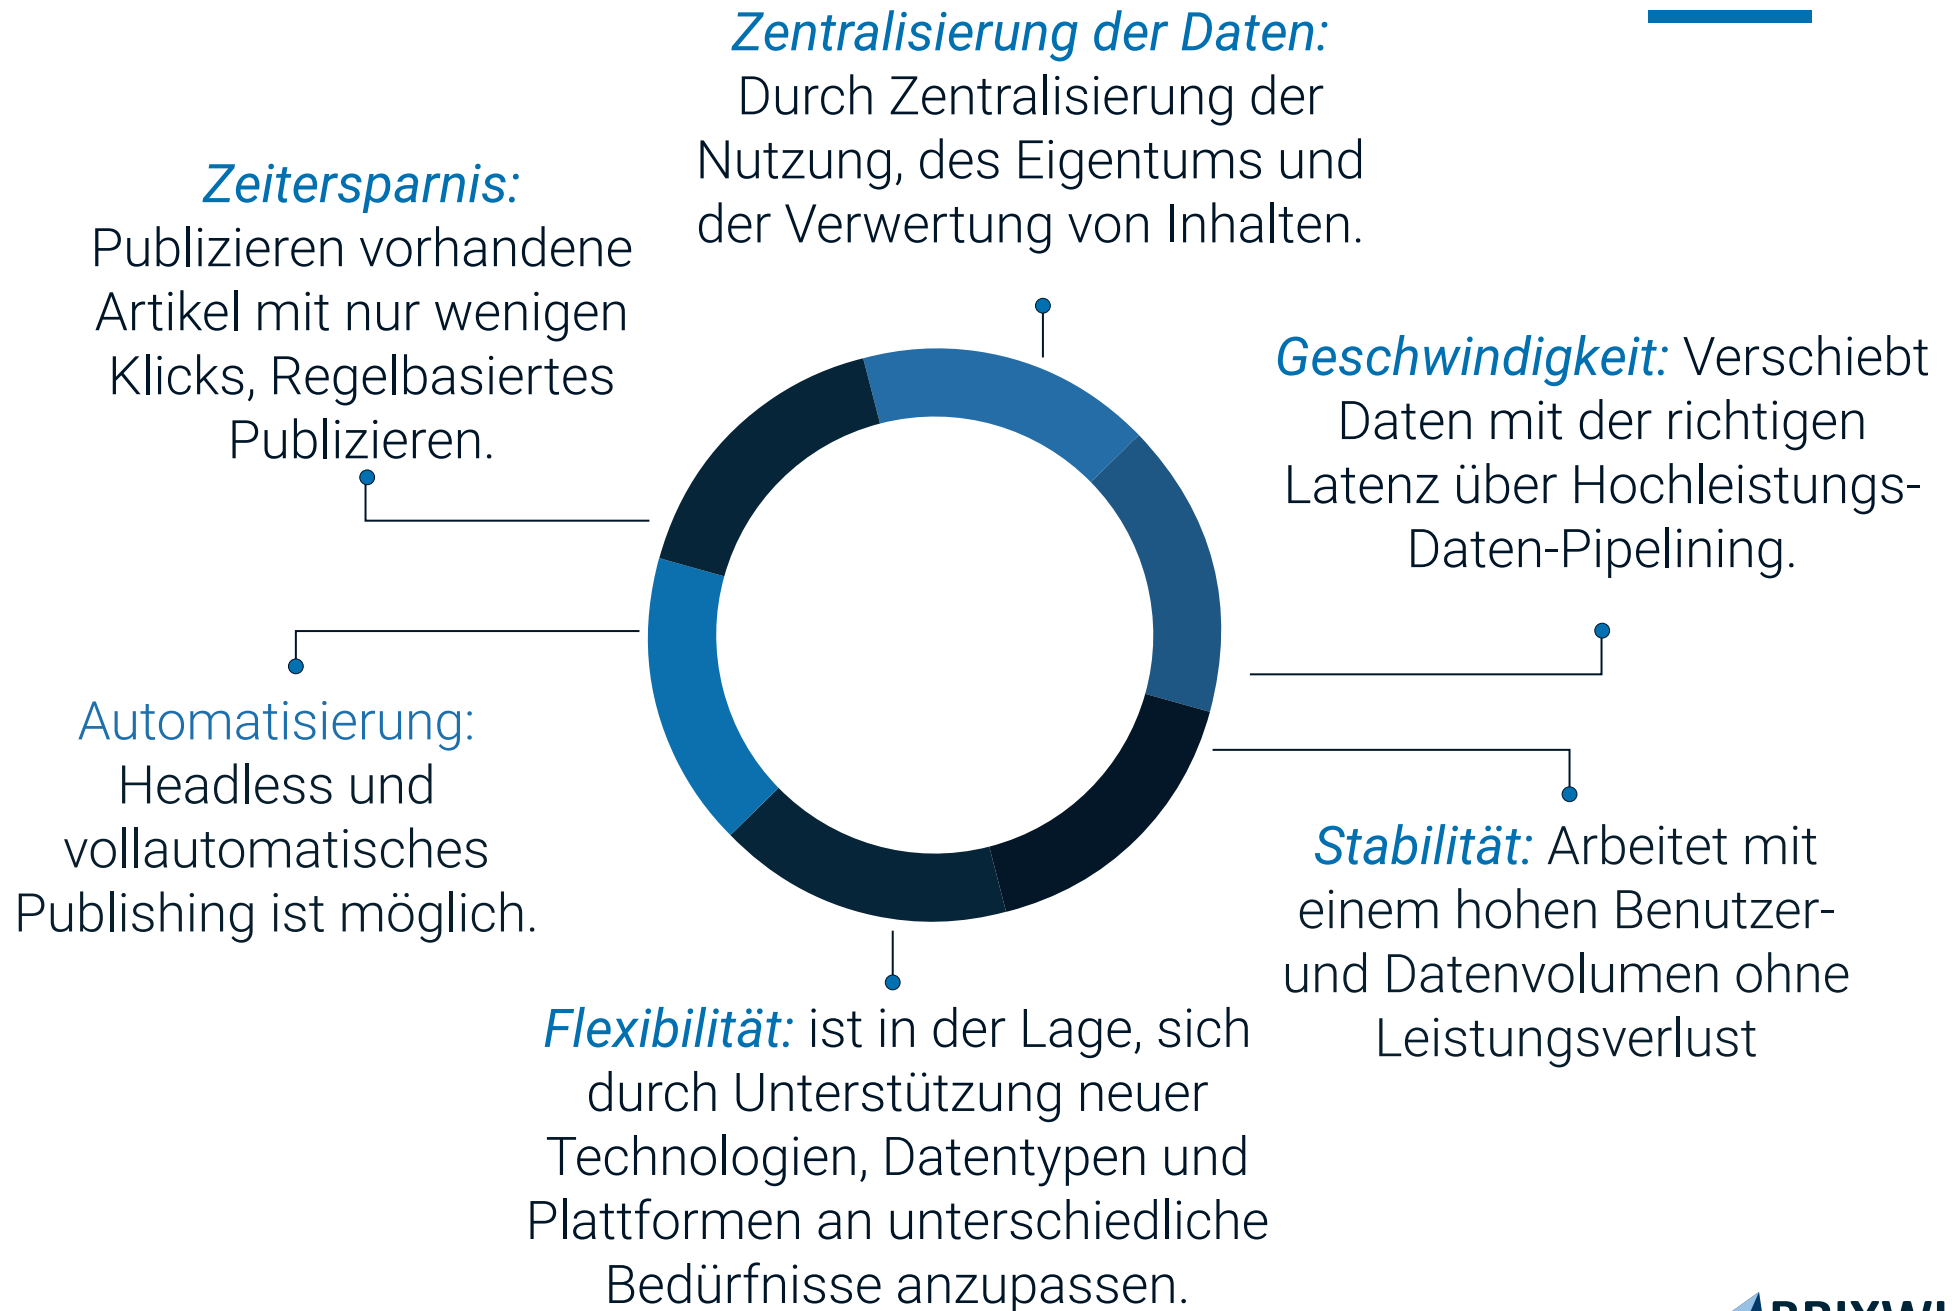 Zentralisierung der Daten:
Durch Zentralisierung der
Nutzung, des Eigentums und
der Verwertung von Inhalten.
Zeitersparnis:
Publizieren vorhandene
Artikel mit nur wenigen
Klicks, Regelbasiertes
Publizieren.
Geschwindigkeit: Verschiebt
Daten mit der richtigen
Latenz über Hochleistungs-
Daten-Pipelining.
Automatisierung:
Headless und
vollautomatisches
Publishing ist möglich.
Stabilität: Arbeitet mit
einem hohen Benutzer-
und Datenvolumen ohne
Leistungsverlust
Flexibilität: ist in der Lage, sich
durch Unterstützung neuer
Technologien, Datentypen und
Plattformen an unterschiedliche
Bedürfnisse anzupassen.